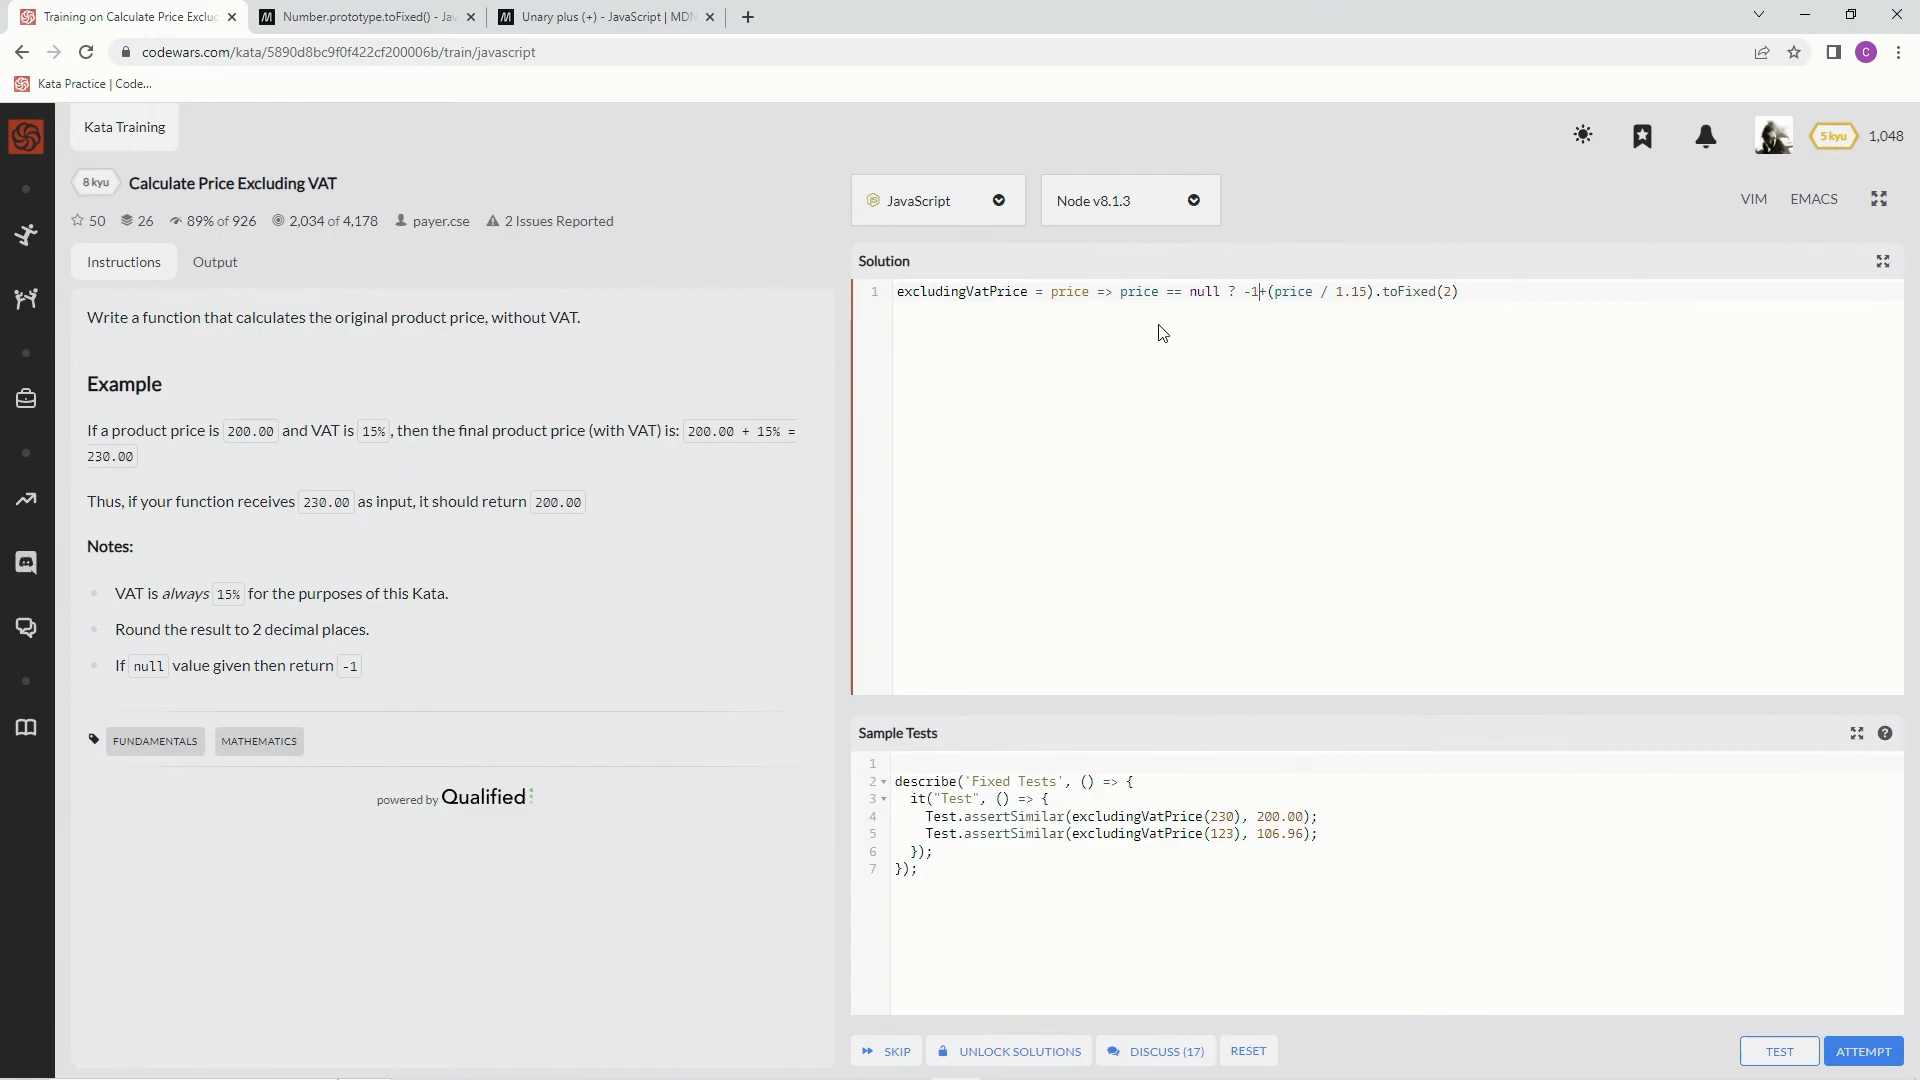 Training on Calculate Price Exclud
Number.prototype.toFixed() - Jav
Unary plus (+) - JavaScript | MDN
codewars.com/kata/5890d8bc9f0f422cf200006b/train/javascript
C
Kata Practice | Code...
Kata Training
5 kyu
1,048
8 kyu
Calculate Price Excluding VAT
50
26
89% of 926
2,034 of 4,178
payer.cse
2 Issues Reported
JavaScript
Node v8.1.3
VIM
EMACS
Instructions
Output
Write a function that calculates the original product price, without VAT.
Example
If a product price is 200.00 and VAT is 15%, then the final product price (with VAT) is: 200.00 + 15% =
230.00
Thus, if your function receives 230.00 as input, it should return 200.00
Notes:
VAT is always 15% for the purposes of this Kata.
Round the result to 2 decimal places.
If null value given then return -1
FUNDAMENTALS
MATHEMATICS
powered by Qualified
Solution
1 excludingVatPrice = price => price == null ? -1+(price / 1.15).toFixed(2)
Sample Tests
1
2 describe('Fixed Tests', () => {
3 it("Test", () => {
4 Test.assertSimilar(excludingVatPrice(230), 200.00);
5 Test.assertSimilar(excludingVatPrice(123), 106.96);
6 });
7 });
SKIP
UNLOCK SOLUTIONS
DISCUSS (17)
RESET
TEST
ATTEMPT